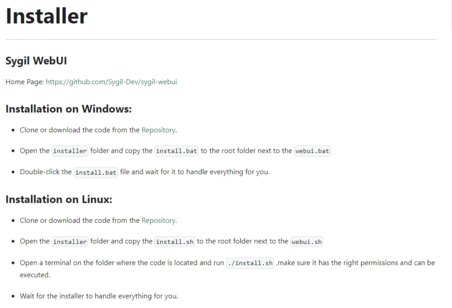 Installer
Sygil WebUI
Home Page: https://github.com/Sygil-Dev/sygil-webui
Installation on Windows:
• Clone or download the code from the Repository.
• Open the installer folder and copy the install.bat to the root folder next to the webui.bat
• Double-click the install.bat file and wait for it to handle everything for you.
Installation on Linux:
• Clone or download the code from the Repository.
• Open the installer folder and copy the install.sh to the root folder next to the webui.sh
• Open a terminal on the folder where the code is located and run ./install.sh ,make sure it has the right permissions and can be
executed.
• Wait for the installer to handle everything for you.